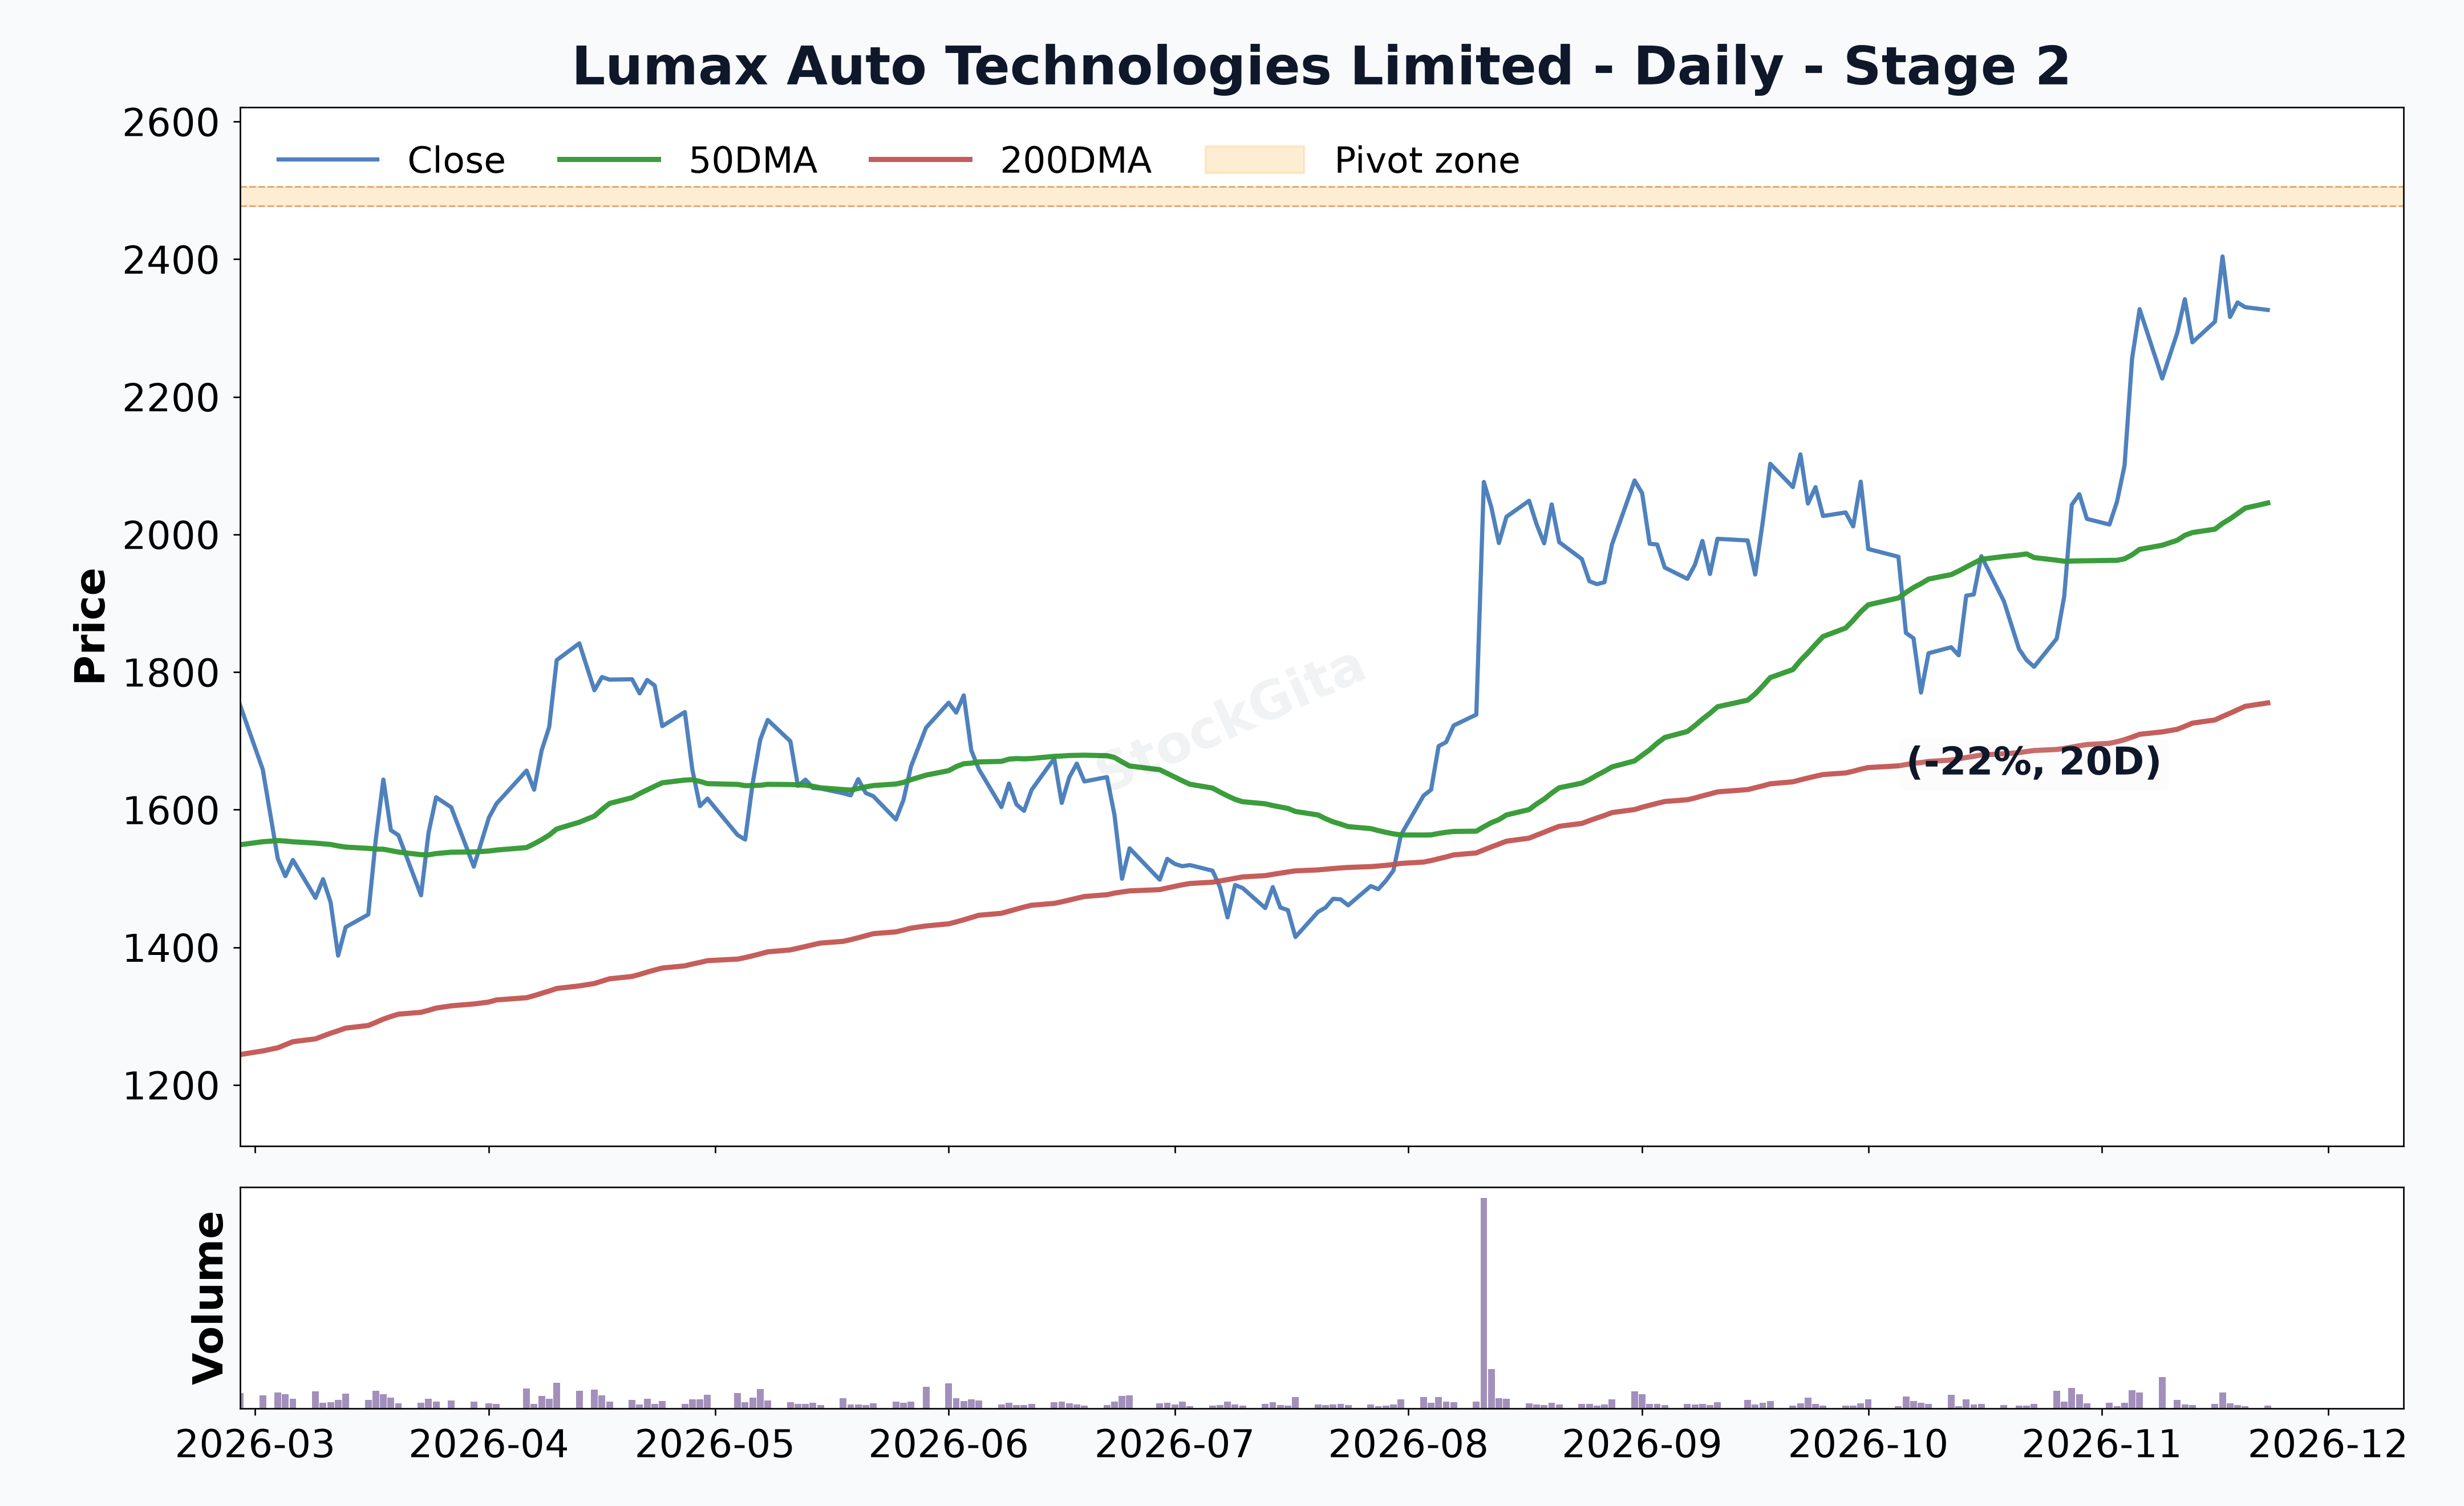 Lumax Auto Technologies Limited - Daily - Stage 2
Close 50DMA 200DMA Pivot zone
Price
2600
2400
2200
2000
1800
1600
1400
1200
StockGita
(-22%, 20D)
Volume
2026-03 2026-04 2026-05 2026-06 2026-07 2026-08 2026-09 2026-10 2026-11 2026-12